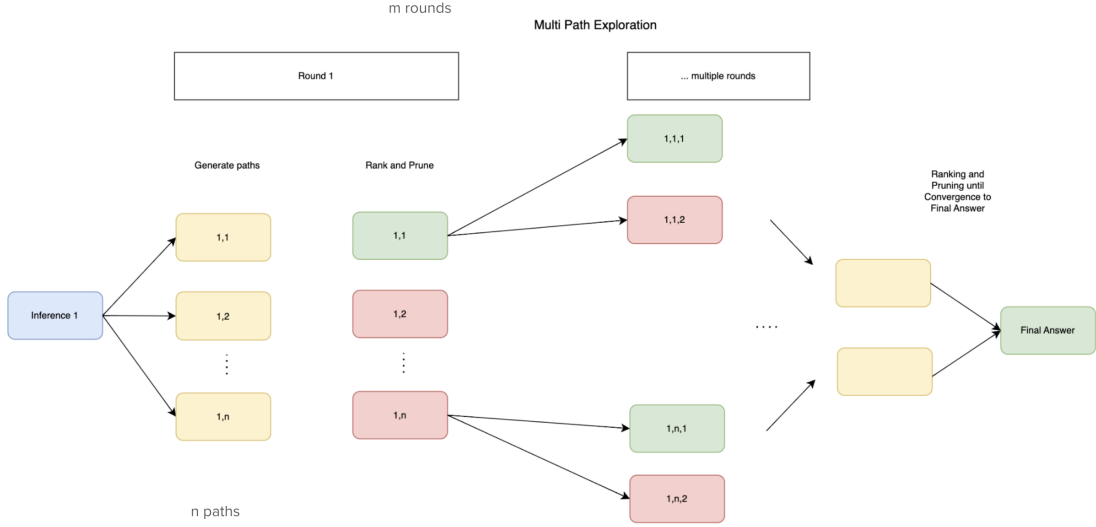 m rounds
Multi Path Exploration
Round 1
... multiple rounds
Generate paths
Rank and Prune
Ranking and
Pruning until
Convergence to
Final Answer
Inference 1
1,1
1,2
1,n
1,1
1,2
1,n
1,1,1
1,1,2
....
1,n,1
1,n,2
Final Answer
n paths